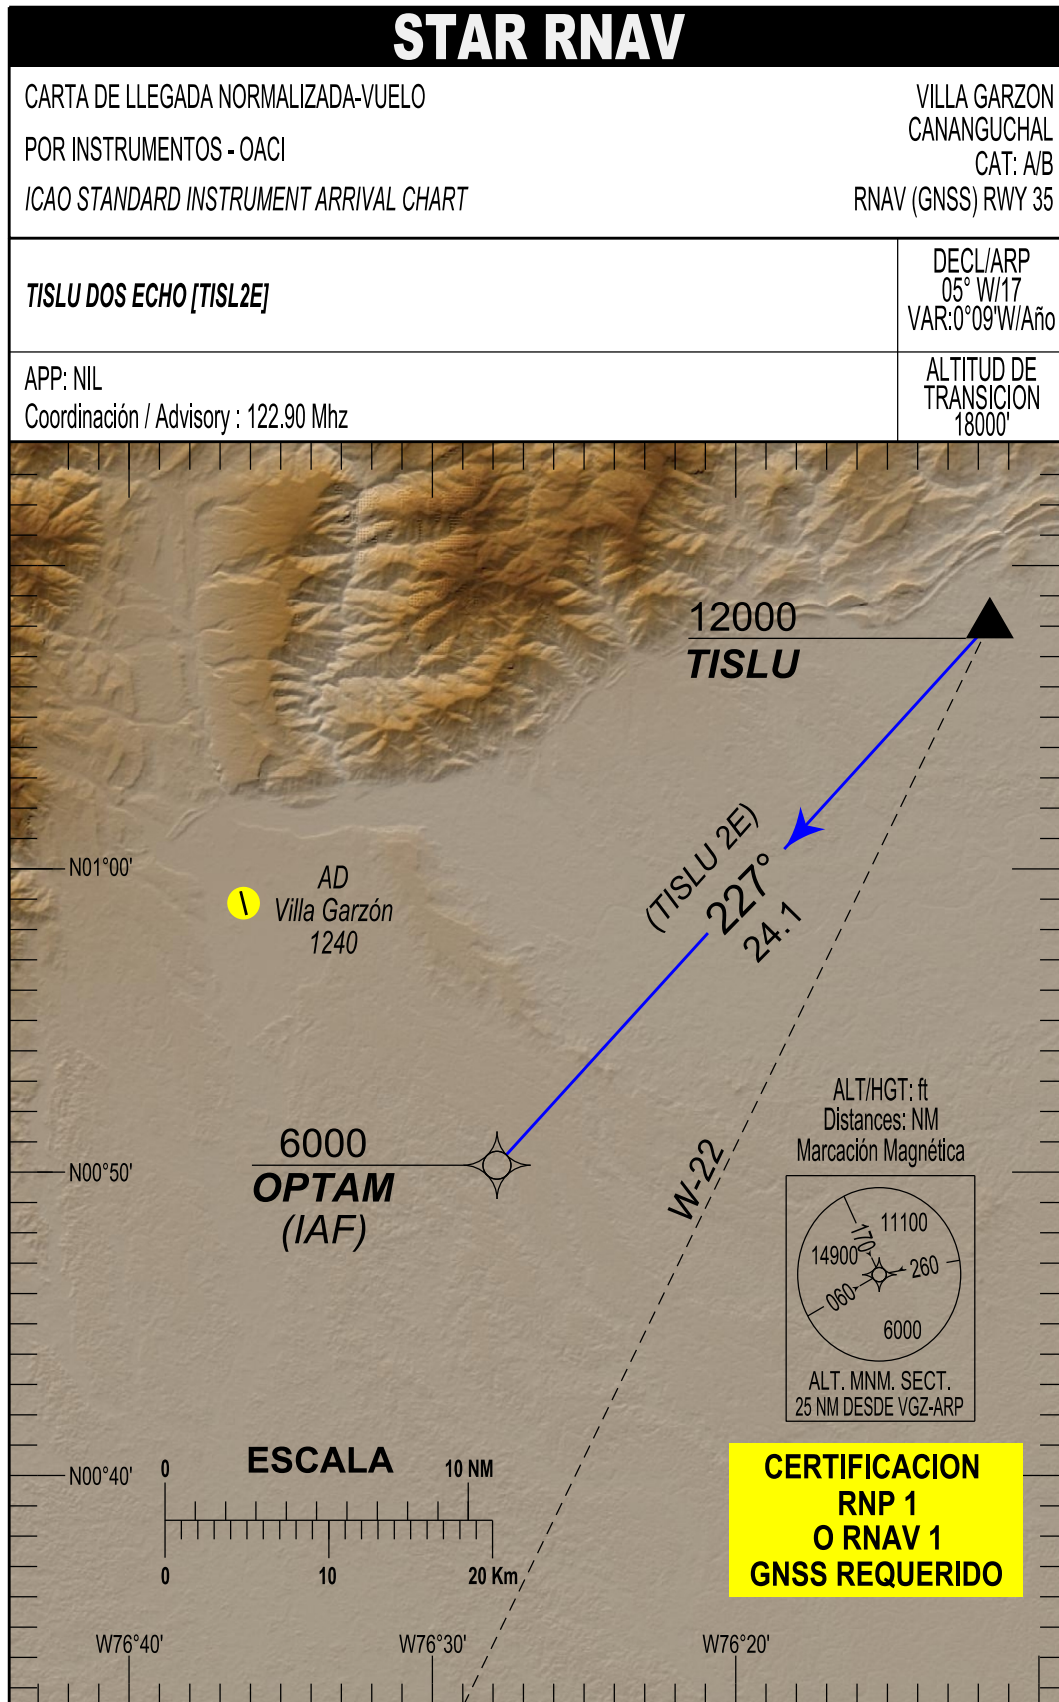 STAR RNAV
CARTA DE LLEGADA NORMALIZADA-VUELO
POR INSTRUMENTOS - OACI
ICAO STANDARD INSTRUMENT ARRIVAL CHART
VILLA GARZON
CANANGUCHAL
CAT: A/B
RNAV (GNSS) RWY 35
TISLU DOS ECHO [TISL2E]
DECL/ARP
05° W/17
VAR:0°09'W/Año
APP: NIL
Coordinación / Advisory : 122.90 Mhz
ALTITUD DE
TRANSICION
18000'
12000
TISLU
(TISLU 2E)
227°
24.1
N01°00'
AD
Villa Garzón
1240
ALT/HGT: ft
Distances: NM
Marcación Magnética
6000
OPTAM
(IAF)
N00°50'
W-22
170
11100
14900
260
060
6000
ALT. MNM. SECT.
25 NM DESDE VGZ-ARP
CERTIFICACION
RNP 1
O RNAV 1
GNSS REQUERIDO
N00°40'
ESCALA
0
10 NM
0
10
20 Km
W76°40'
W76°30'
W76°20'